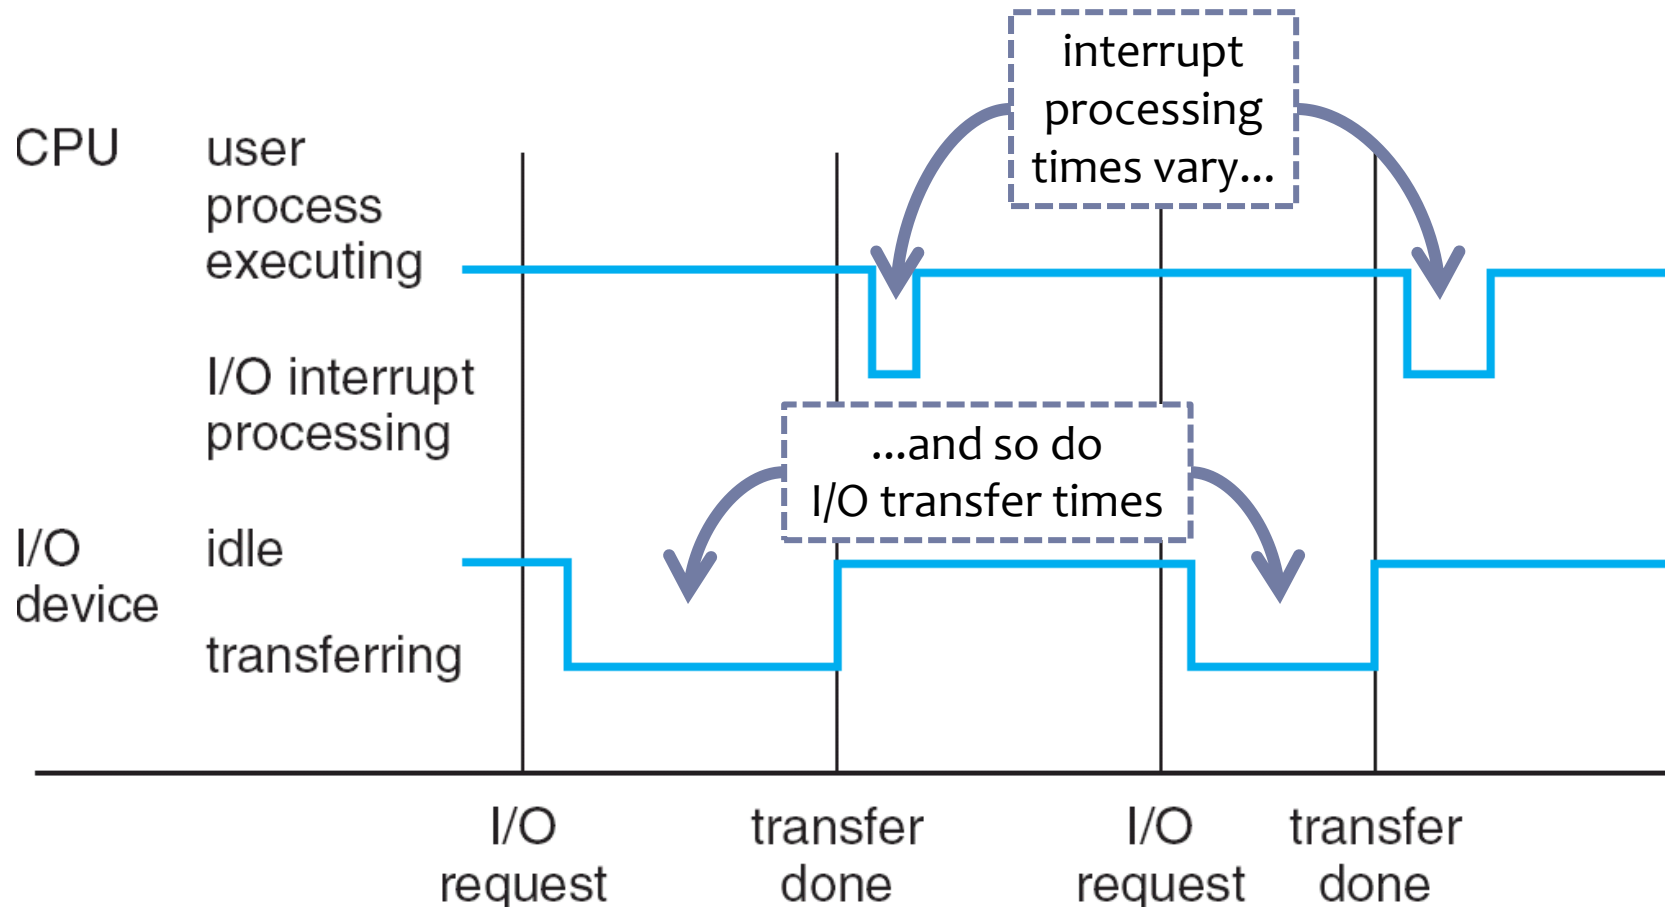 interrupt
processing
times vary...
CPU
user
process
executing
I/O interrupt
processing
...and so do
I/O transfer times
I/O
device
idle
transferring
I/O
request
transfer
done
I/O
request
transfer
done